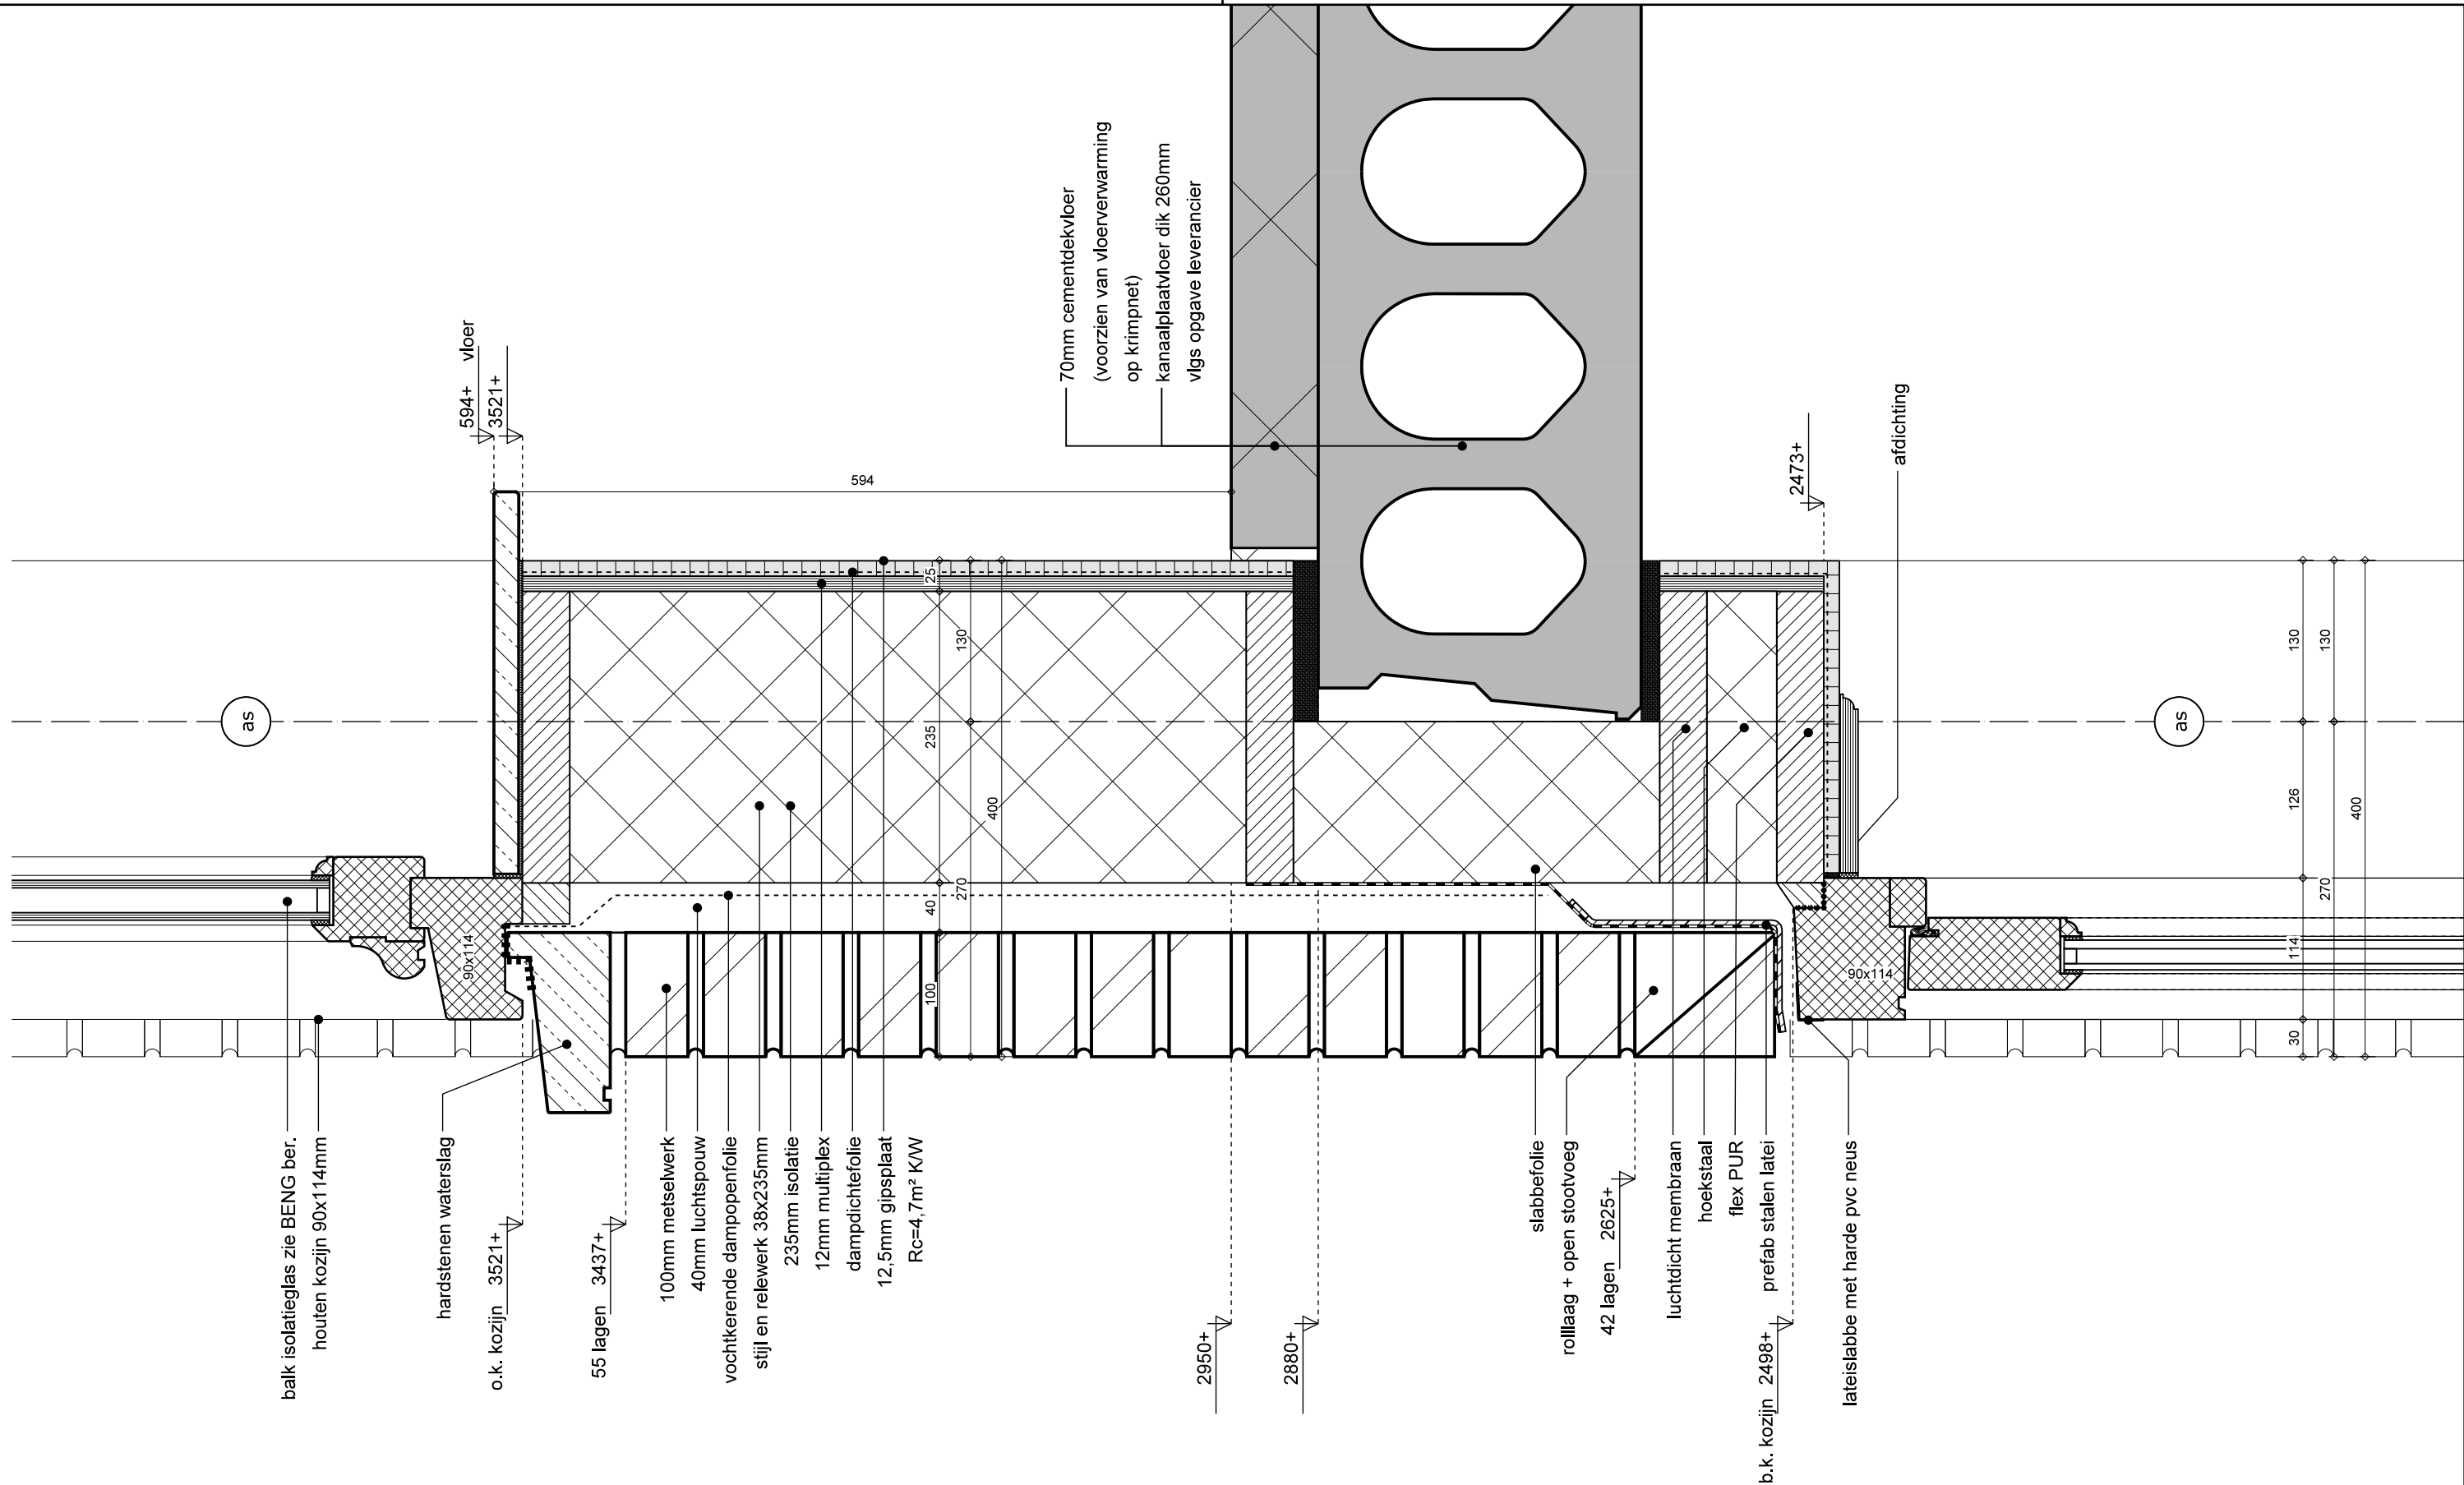 594+ vloer
3521+
70mm cementdekvloer
(voorzien van vloerverwarming
op krimpnet)
kanaalplaatvloer dik 260mm
vlgs opgave leverancier
2473+
afdichting
594
25
130
235
400
270
40
100
as
as
130
130
126
400
270
114
30
90x114
90x114
balk isolatieglas zie BENG ber.
houten kozijn 90x114mm
hardstenen waterslag
o.k. kozijn 3521+
55 lagen 3437+
100mm metselwerk
40mm luchtspouw
vochtkerende dampopenfolie
stijl en relewerk 38x235mm
235mm isolatie
12mm multiplex
dampdichtefolie
12,5mm gipsplaat
Rc=4,7m² K/W
2950+
2880+
slabbefolie
rolllaag + open stootvoeg
42 lagen 2625+
luchtdicht membraan
hoekstaal
flex PUR
prefab stalen latei
b.k. kozijn 2498+
lateislabbe met harde pvc neus